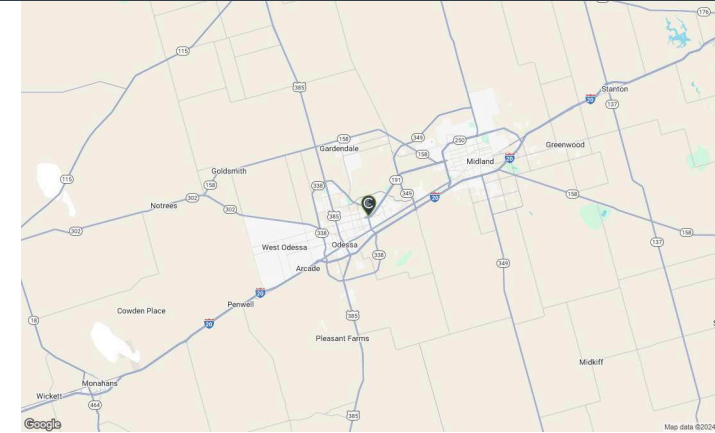 176
115
385
Stanton
20
137
349
250
158
Gardendale
158
Greenwood
Midland
20
Goldsmith
191
115
158
338
349
20
158
302
Notrees
302
385
C
302
338
158
137
West Odessa
Odessa
338
349
Arcade
20
Penwell
Cowden Place
385
18
20
Pleasant Farms
Midkiff
Monahans
Wickett
464
385
Google
Map data ©2024